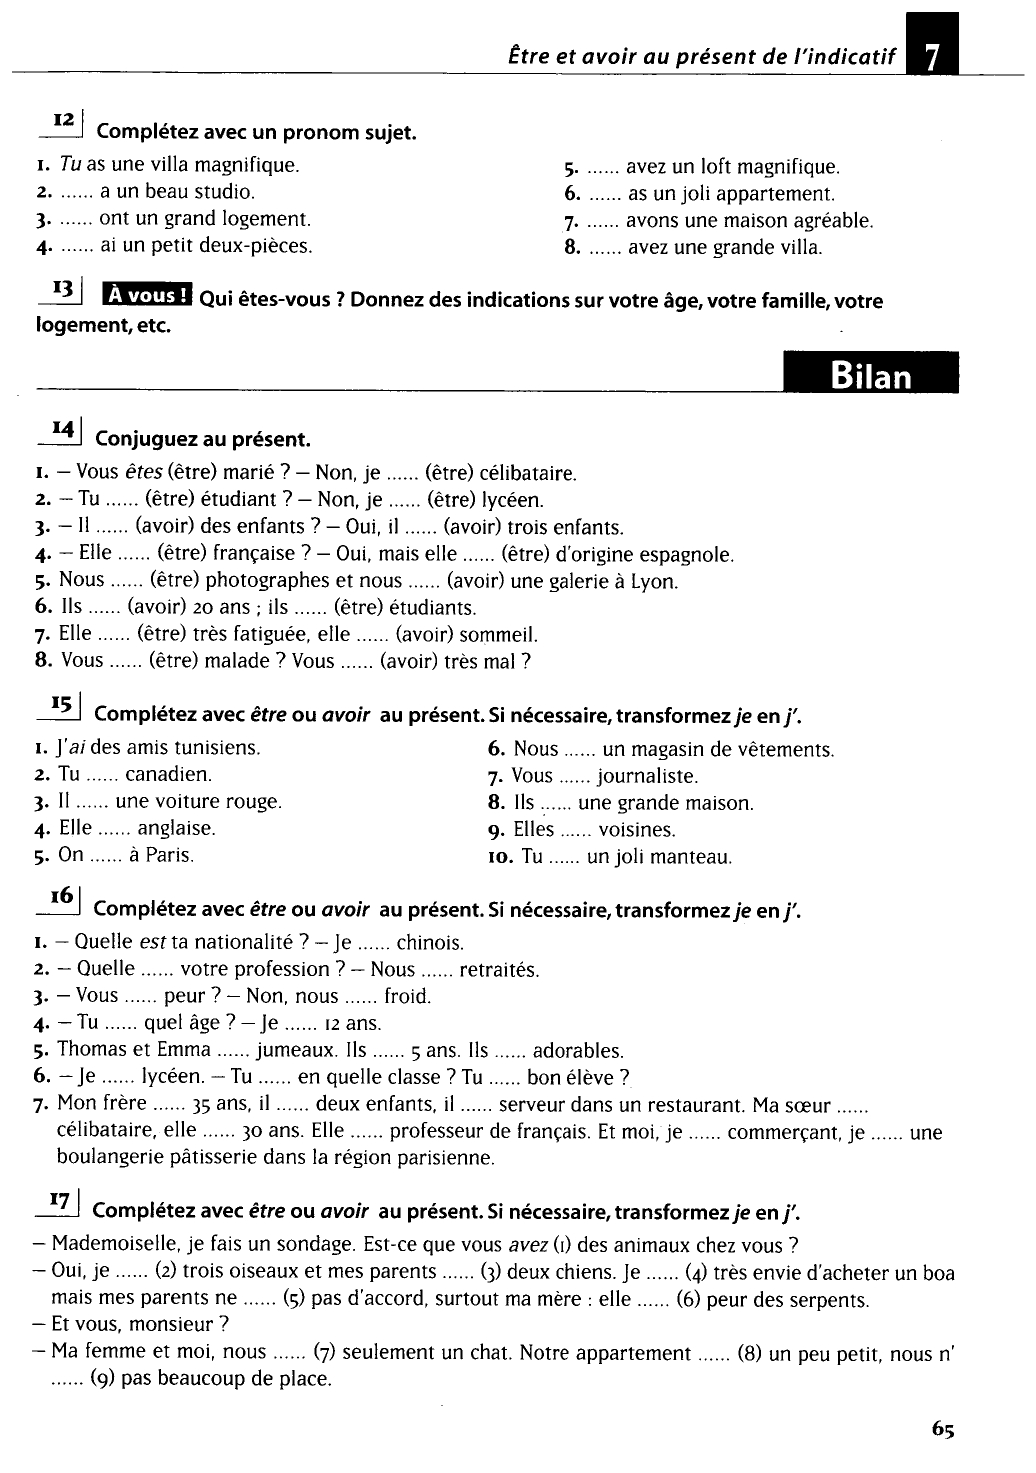 Être et avoir au présent de l'indicatif 7
12 Complétez avec un pronom sujet.
1. Tu as une villa magnifique.
2. ...... a un beau studio.
3. ...... ont un grand logement.
4. ...... ai un petit deux-pièces.
5. ...... avez un loft magnifique.
6. ...... as un joli appartement.
7. ...... avons une maison agréable.
8. ...... avez une grande villa.
13 À vous ! Qui êtes-vous ? Donnez des indications sur votre âge, votre famille, votre
logement, etc.
Bilan
14 Conjuguez au présent.
1. – Vous êtes (être) marié ? – Non, je ...... (être) célibataire.
2. – Tu ...... (être) étudiant ? – Non, je ...... (être) lycéen.
3. – Il ...... (avoir) des enfants ? – Oui, il ...... (avoir) trois enfants.
4. – Elle ...... (être) française ? – Oui, mais elle ...... (être) d'origine espagnole.
5. Nous ...... (être) photographes et nous ...... (avoir) une galerie à Lyon.
6. Ils ...... (avoir) 20 ans ; ils ...... (être) étudiants.
7. Elle ...... (être) très fatiguée, elle ...... (avoir) sommeil.
8. Vous ...... (être) malade ? Vous ...... (avoir) très mal ?
15 Complétez avec être ou avoir au présent. Si nécessaire, transformez je en j'.
1. J'ai des amis tunisiens.
2. Tu ...... canadien.
3. Il ...... une voiture rouge.
4. Elle ...... anglaise.
5. On ...... à Paris.
6. Nous ...... un magasin de vêtements.
7. Vous ...... journaliste.
8. Ils ...... une grande maison.
9. Elles ...... voisines.
10. Tu ...... un joli manteau.
16 Complétez avec être ou avoir au présent. Si nécessaire, transformez je en j'.
1. – Quelle est ta nationalité ? – Je ...... chinois.
2. – Quelle ...... votre profession ? – Nous ...... retraités.
3. – Vous ...... peur ? – Non, nous ...... froid.
4. – Tu ...... quel âge ? – Je ...... 12 ans.
5. Thomas et Emma ...... jumeaux. Ils ...... 5 ans. Ils ...... adorables.
6. – Je ...... lycéen. – Tu ...... en quelle classe ? Tu ...... bon élève ?
7. Mon frère ...... 35 ans, il ...... deux enfants, il ...... serveur dans un restaurant. Ma sœur ......
célibataire, elle ...... 30 ans. Elle ...... professeur de français. Et moi, je ...... commerçant, je ...... une
boulangerie pâtisserie dans la région parisienne.
17 Complétez avec être ou avoir au présent. Si nécessaire, transformez je en j'.
– Mademoiselle, je fais un sondage. Est-ce que vous avez (1) des animaux chez vous ?
– Oui, je ...... (2) trois oiseaux et mes parents ...... (3) deux chiens. Je ...... (4) très envie d'acheter un boa
mais mes parents ne ...... (5) pas d'accord, surtout ma mère : elle ...... (6) peur des serpents.
– Et vous, monsieur ?
– Ma femme et moi, nous ...... (7) seulement un chat. Notre appartement ...... (8) un peu petit, nous n'
...... (9) pas beaucoup de place.
65